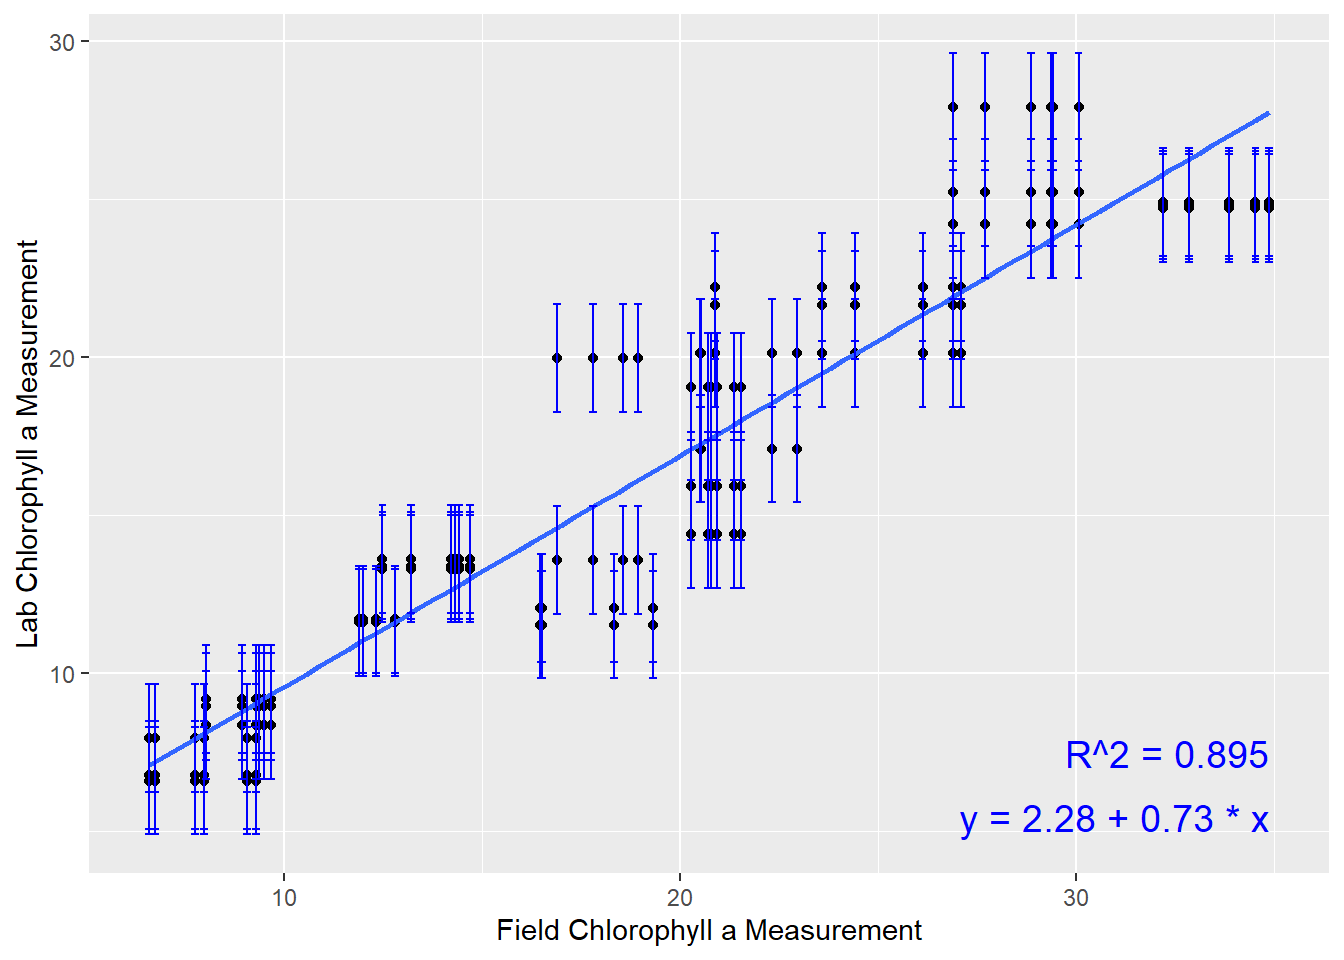 30
20
10
Lab Chlorophyll a Measurement
R^2 = 0.895
y = 2.28 + 0.73 * x
10 20 30
Field Chlorophyll a Measurement